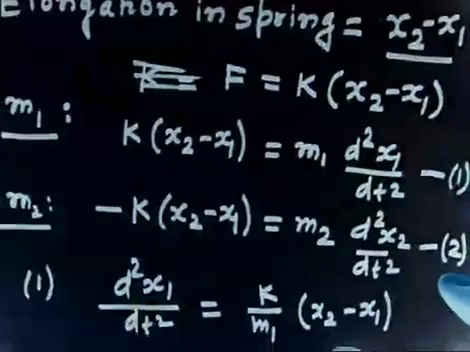 Elongation in spring = x₂-x₁
F = K(x₂-x₁)
m₁: K(x₂-x₁) = m₁ d²x₁/dt² -(1)
m₂: -K(x₂-x₁) = m₂ d²x₂/dt² -(2)
(1) d²x₁/dt² = K/m₁ (x₂-x₁)